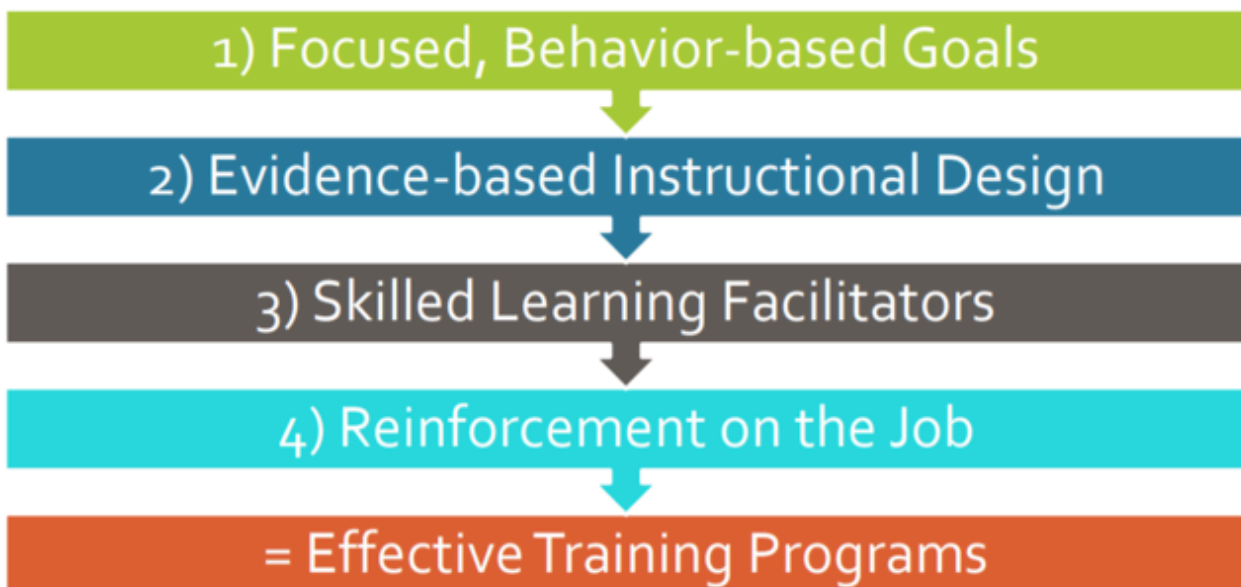 1) Focused, Behavior-based Goals
2) Evidence-based Instructional Design
3) Skilled Learning Facilitators
4) Reinforcement on the Job
= Effective Training Programs